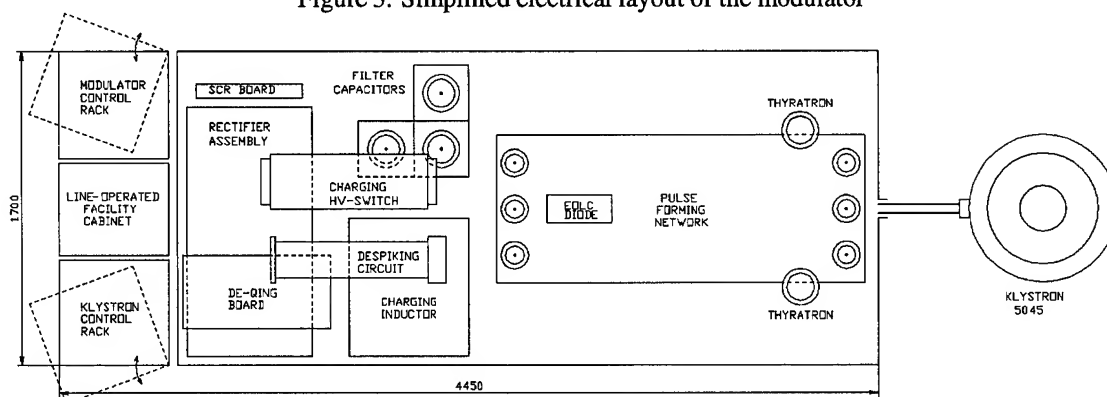 Figure 3: Simplified electrical layout of the modulator
MODULATOR
CONTROL
RACK
SCR BOARD
FILTER
CAPACITORS
THYRATRON
RECTIFIER
ASSEMBLY
LINE-OPERATED
FACILITY
CABINET
CHARGING
HV-SWITCH
EOLC
DIODE
PULSE
FORMING
NETWORK
1700
DESPIKING
CIRCUIT
DE-QING
BOARD
CHARGING
INDUCTOR
KLYSTRON
CONTROL
RACK
THYRATRON
KLYSTRON
5045
4450